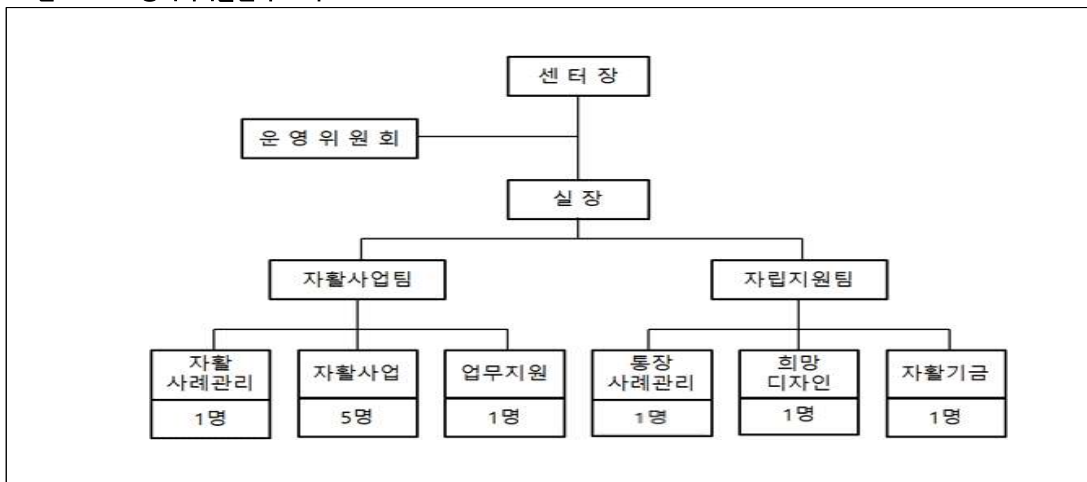 센 터 장
운 영 위 원 회
실 장
자활사업팀
자립지원팀
자활
사례관리
1명
자활사업
5명
업무지원
1명
통장
사례관리
1명
희망
디자인
1명
자활기금
1명